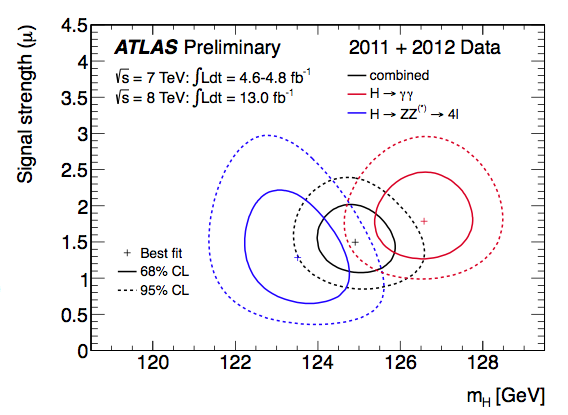 ATLAS Preliminary
2011 + 2012 Data
√s = 7 TeV: ∫Ldt = 4.6-4.8 fb⁻¹
√s = 8 TeV: ∫Ldt = 13.0 fb⁻¹
combined
H → γγ
H → ZZ⁽*⁾ → 4l
Signal strength (μ)
4.5
4
3.5
3
2.5
2
1.5
1
0.5
0
+ Best fit
68% CL
95% CL
120
122
124
126
128
m_H [GeV]